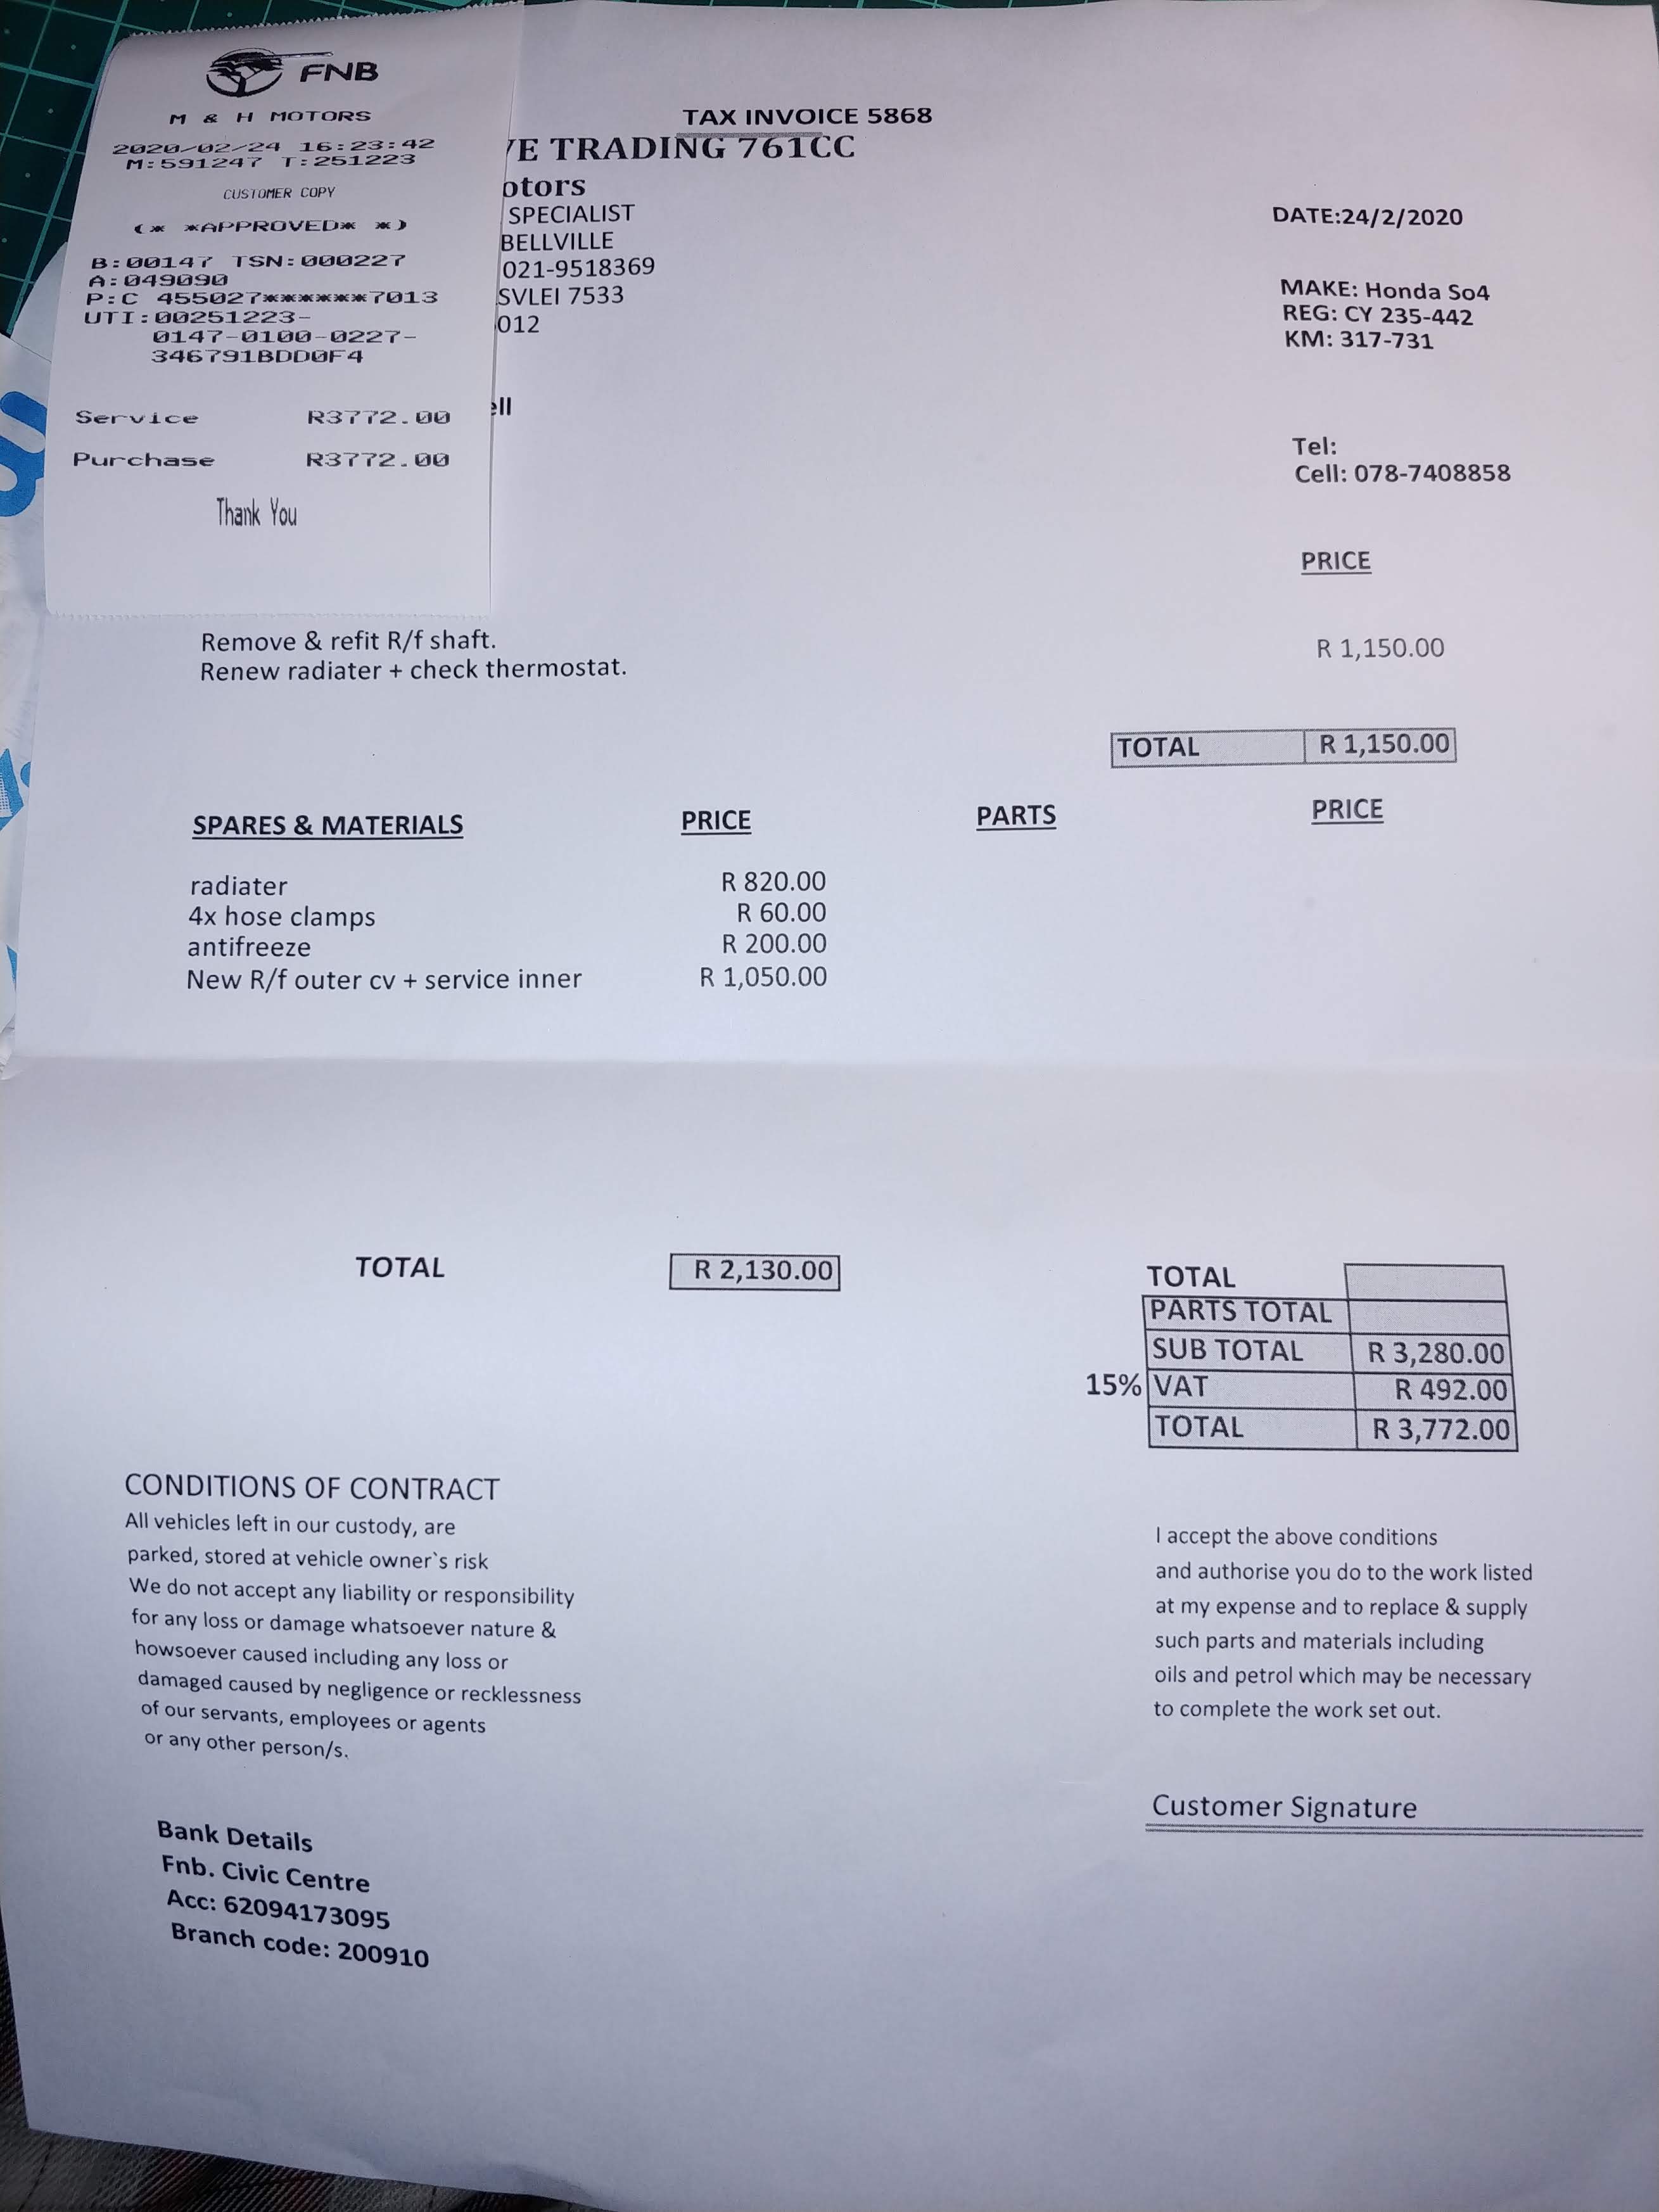 FNB
M & H MOTORS
2020/02/24 16:23:42
M:591247 T:251223
CUSTOMER COPY
(* *APPROVED* *)
B:00147 TSN:000227
A:049090
P:C 455027******7013
UTI:00251223-
0147-0100-0227-
346791BDD0F4
Service R3772.00
Purchase R3772.00
Thank You
TAX INVOICE 5868
TRADING 761CC
otors
SPECIALIST
BELLVILLE
021-9518369
SVLEI 7533
012
ell
DATE:24/2/2020
MAKE: Honda So4
REG: CY 235-442
KM: 317-731
Tel:
Cell: 078-7408858
PRICE
Remove & refit R/f shaft. R 1,150.00
Renew radiater + check thermostat.
TOTAL R 1,150.00
SPARES & MATERIALS PRICE PARTS PRICE
radiater R 820.00
4x hose clamps R 60.00
antifreeze R 200.00
New R/f outer cv + service inner R 1,050.00
TOTAL R 2,130.00
TOTAL
PARTS TOTAL
SUB TOTAL R 3,280.00
15% VAT R 492.00
TOTAL R 3,772.00
CONDITIONS OF CONTRACT
All vehicles left in our custody, are
parked, stored at vehicle owner`s risk
We do not accept any liability or responsibility
for any loss or damage whatsoever nature &
howsoever caused including any loss or
damaged caused by negligence or recklessness
of our servants, employees or agents
or any other person/s.
I accept the above conditions
and authorise you do to the work listed
at my expense and to replace & supply
such parts and materials including
oils and petrol which may be necessary
to complete the work set out.
Customer Signature
Bank Details
Fnb. Civic Centre
Acc: 62094173095
Branch code: 200910